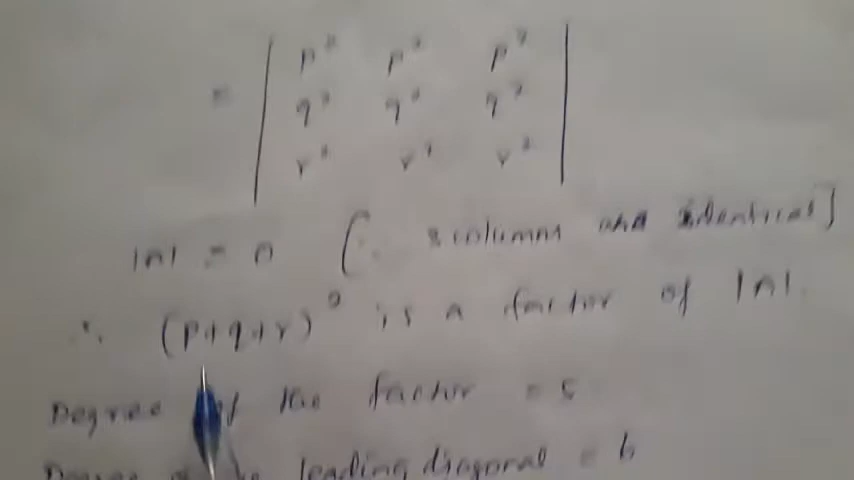 = | p² p² p² |
| q² q² q² |
| r² r² r² |
|A| = 0 [∵ 3 columns are identical]
∴ (p+q+r)² is a factor of |A|.
Degree of the factor = 5
Degree leading diagonal = 6